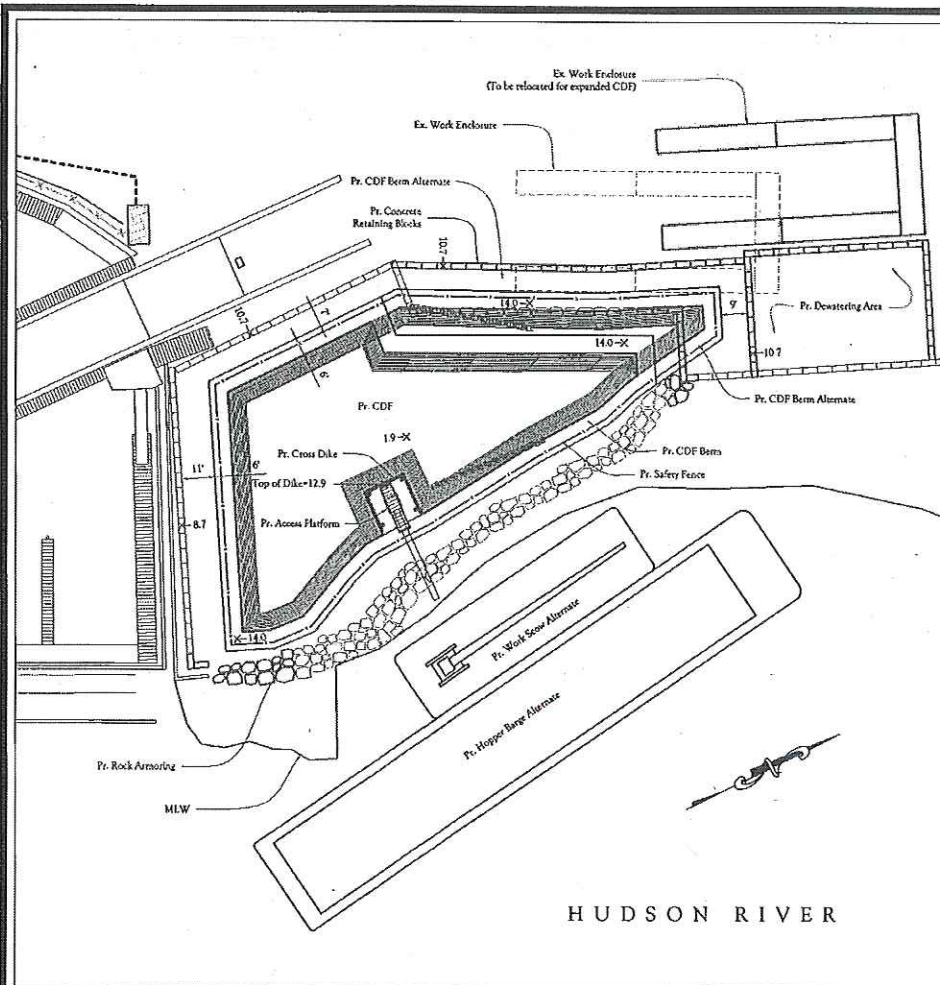 Ex. Work Enclosure
(To be relocated for expanded CDF)
Ex. Work Enclosure
Pr. CDF Berm Alternate
Pr. Concrete
Retaining Blocks
10.7
10.7
7'
6'
14.0
9'
Pr. Dewatering Area
14.0
10.7
Pr. CDF Berm Alternate
Pr. CDF
1.9
Pr. CDF Berm
Pr. Cross Dike
Pr. Safety Fence
11'
6'
Top of Dike=12.9
Pr. Access Platform
8.7
14.0
Pr. Work Scow Alternate
Pr. Hopper Barge Alternate
Pr. Rock Armoring
MLW
N
HUDSON RIVER